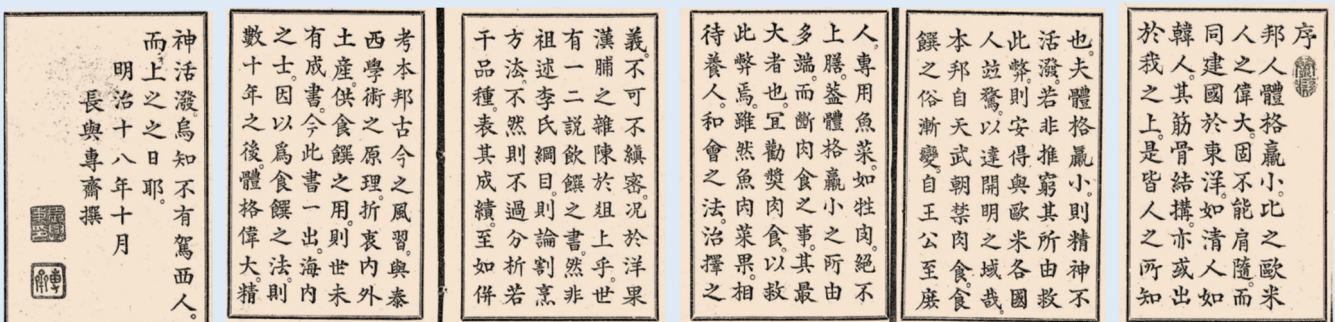 序
邦人體格羸小。比之歐米
人之偉大。固不能肩隨。而
同建國於東洋。如清人如
韓人。其筋骨結搆。亦或出
於我之上。是皆人之所知
也。夫體格羸小。則精神不
活潑。若非推窮其所由救
此弊。則安得與歐米各國
人竝驁。以達開明之域哉。
本邦自天武朝禁肉食。食
饌之俗漸變。自王公至庶
人。專用魚菜。如牲肉。絕不
上膳。蓋體格羸小之所由
多端。而斷肉食之事。其最
大者也。冝勸奬肉食。以救
此弊焉。雖然魚肉菜果。相
待養人。和會之法。治擇之
義。不可不縝密。况於洋果
漢脯之雜陳於俎上乎。世
有一二説飲饌之書。然非
祖述李氏綱目。則論割烹
方法。不然則不過分折若
干品種。表其成績。至如併
考本邦古今之風習。與泰
西學術之原理。折衷内外
土産。供食饌之用。則世未
有成書。今此書一出。海内
之士。因以爲食饌之法。則
數十年之後。體格偉大。精
神活潑。烏知不有駕西人。
而上之之日耶。
明治十八年十月
長與專齋撰